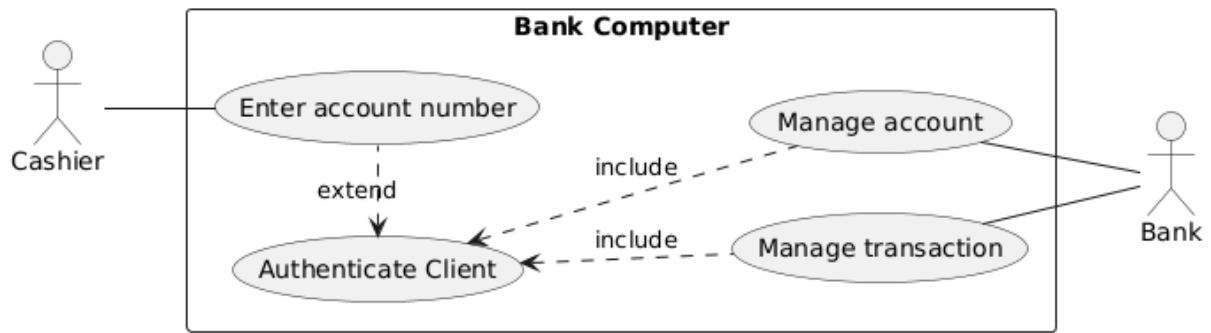 Bank Computer
Cashier
Enter account number
extend
Authenticate Client
include
include
Manage account
Manage transaction
Bank